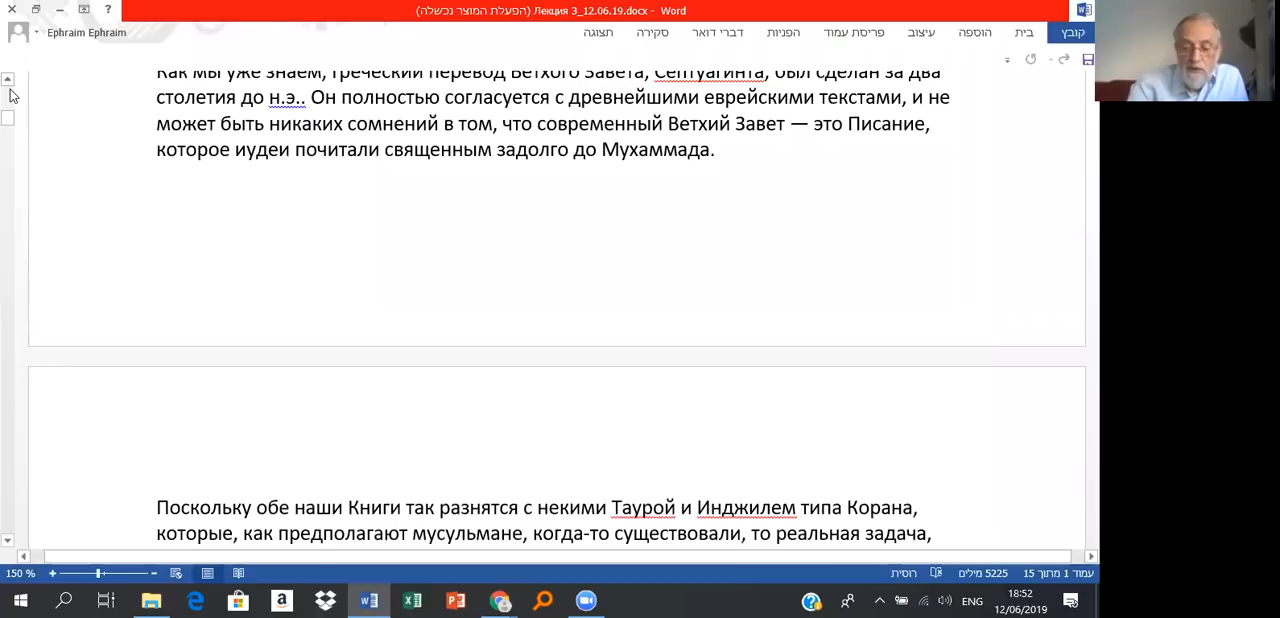 Ephraim Ephraim
Лекция 3_12.06.19.docx - Word (הפעלת המוצר נכשלה)
קובץ
בית
הוספה
עיצוב
פריסת עמוד
הפניות
דברי דואר
סקירה
תצוגה
Как мы уже знаем, греческий перевод Ветхого Завета, Септуагинта, был сделан за два
столетия до н.э.. Он полностью согласуется с древнейшими еврейскими текстами, и не
может быть никаких сомнений в том, что современный Ветхий Завет — это Писание,
которое иудеи почитали священным задолго до Мухаммада.
Поскольку обе наши Книги так разнятся с некими Таурой и Инджилем типа Корана,
которые, как предполагают мусульмане, когда-то существовали, то реальная задача,
עמוד 1 מתוך 15
5225 מילים
רוסית
150 %
ENG
18:52
12/06/2019